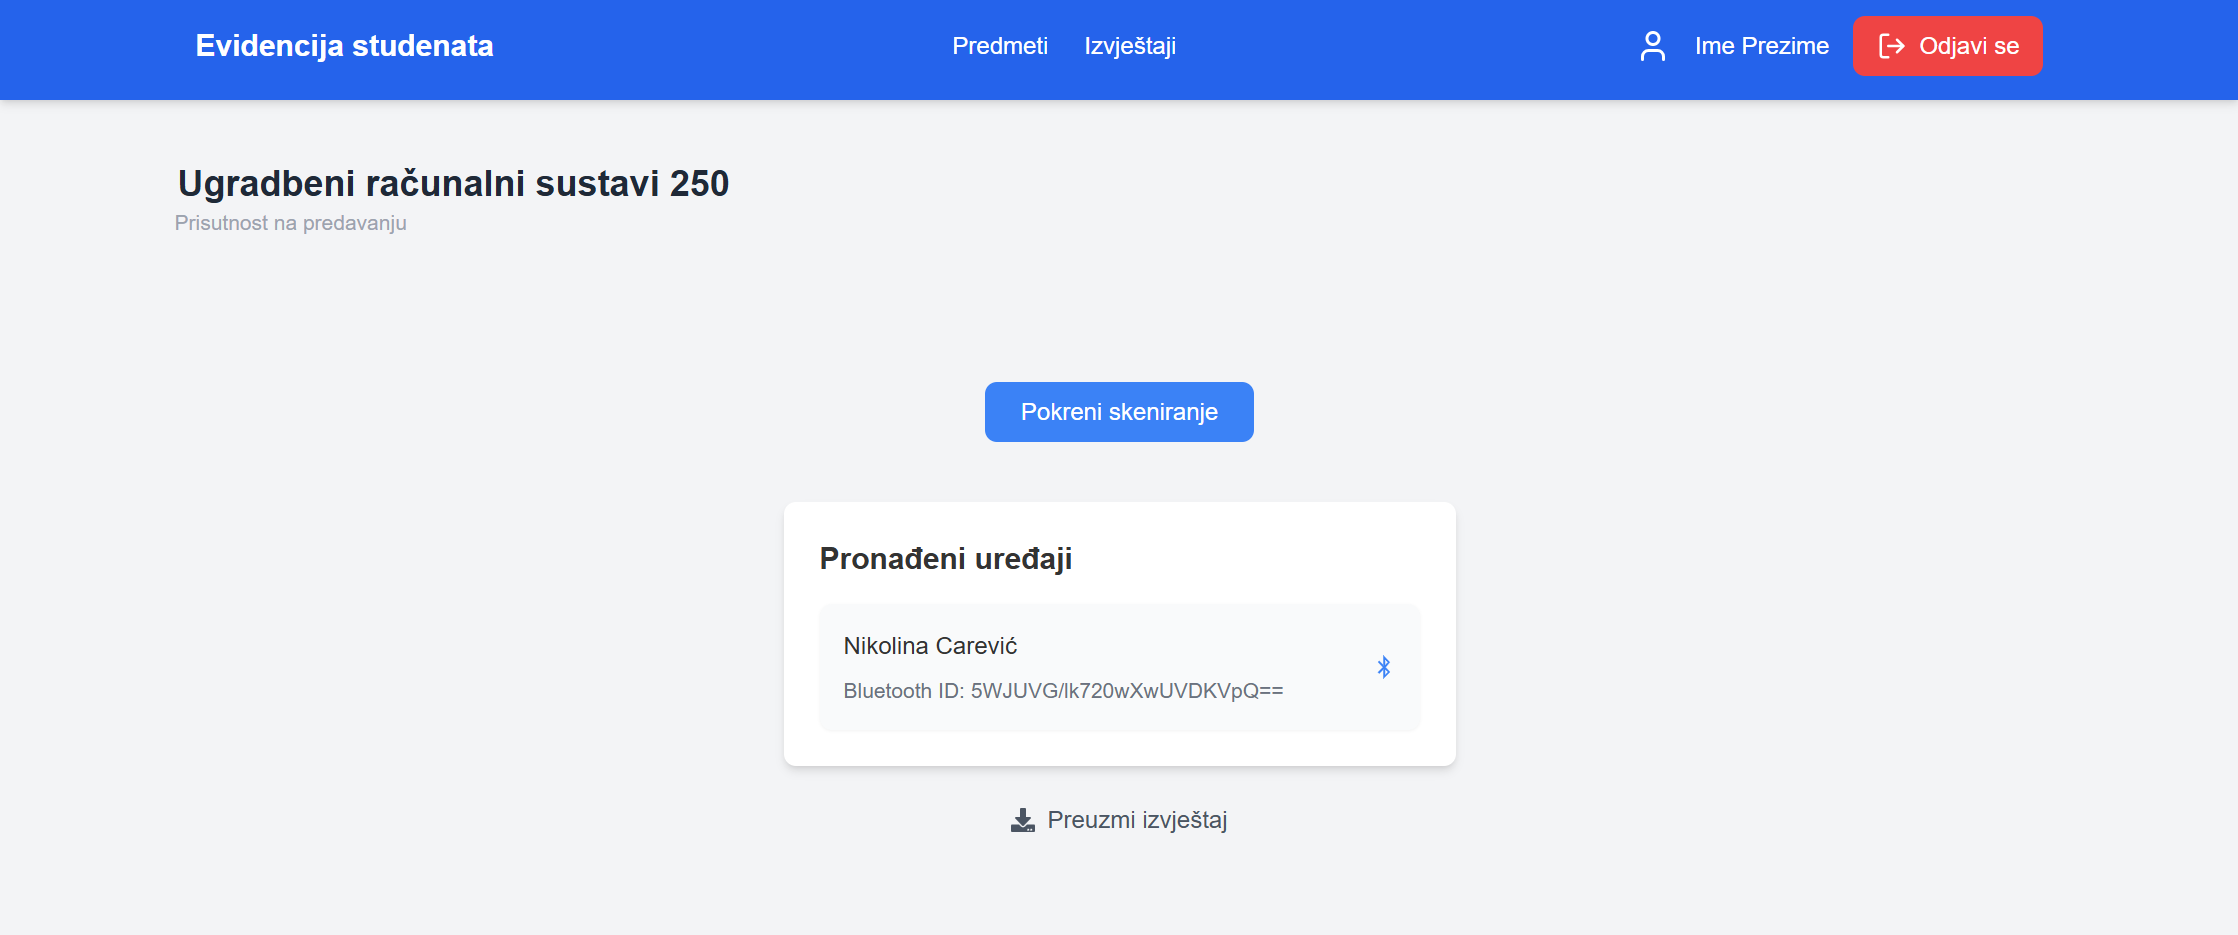 Evidencija studenata
Predmeti
Izvještaji
Ime Prezime
Odjavi se
Ugradbeni računalni sustavi 250
Prisutnost na predavanju
Pokreni skeniranje
Pronađeni uređaji
Nikolina Carević
Bluetooth ID: 5WJUVG/lk720wXwUVDKVpQ==
Preuzmi izvještaj